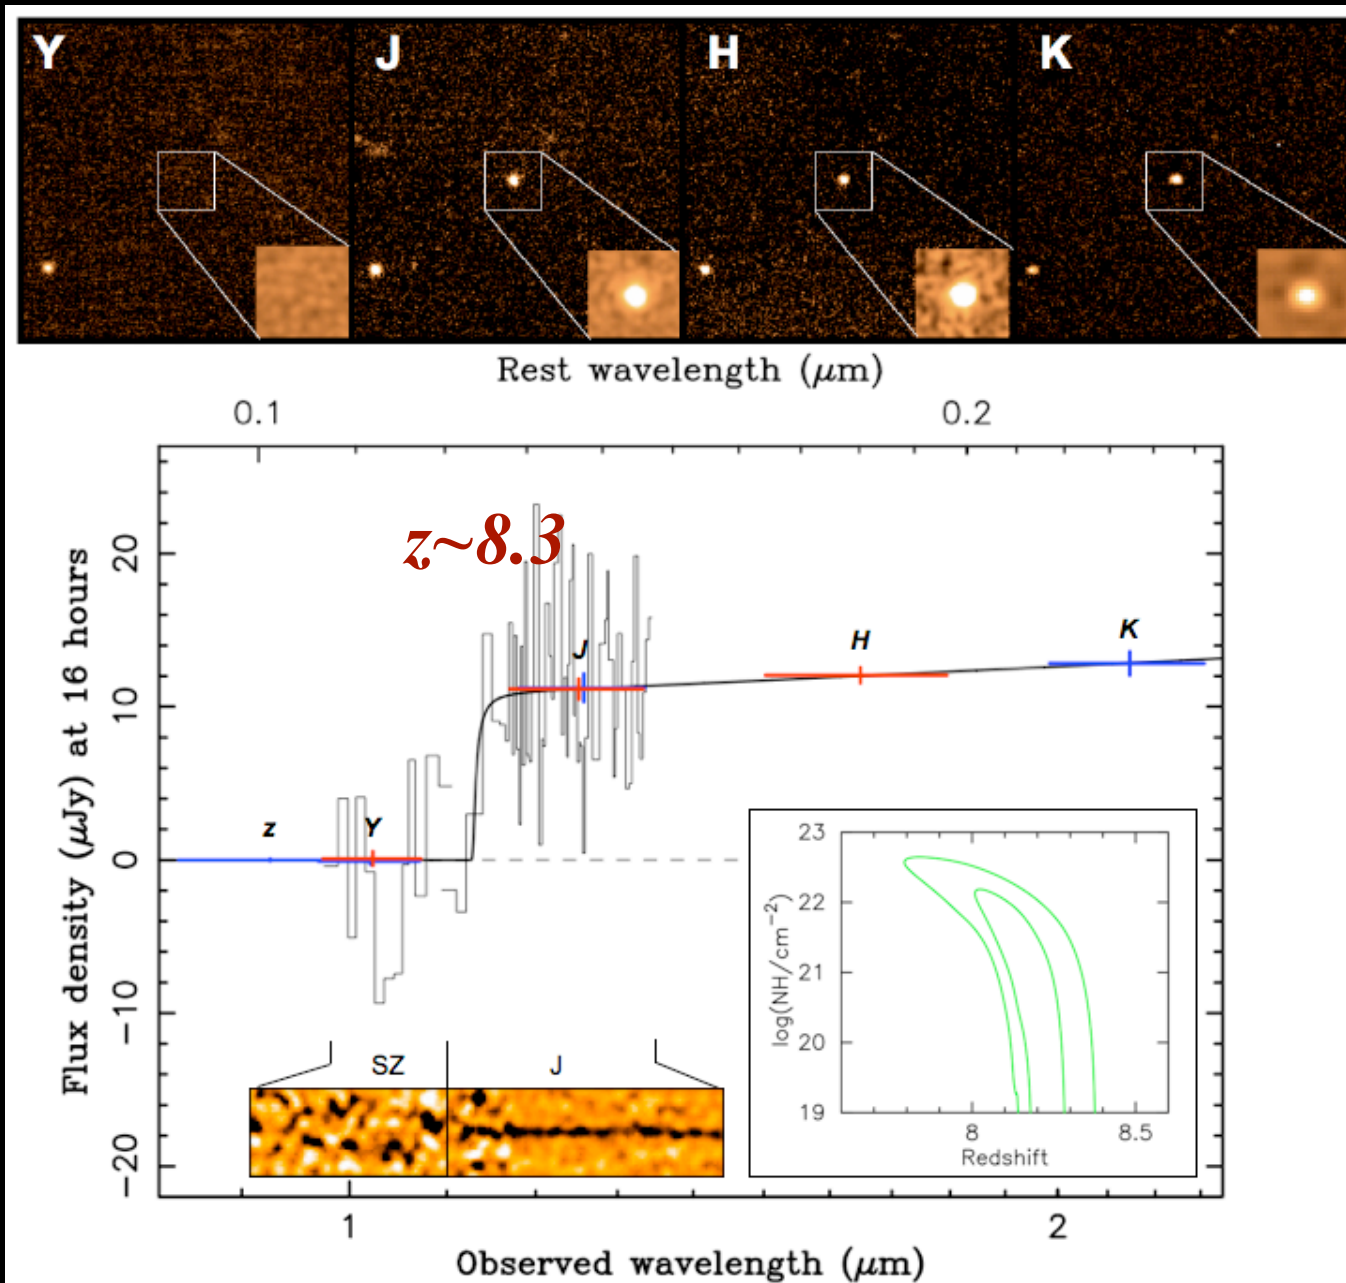 Y J H K
Rest wavelength (μm)
0.1 0.2
z~8.3
Flux density (μJy) at 16 hours
20
10
0
−10
−20
z Y J H K
SZ J
log(NH/cm⁻²)
23
22
21
20
19
8 8.5
Redshift
1 2
Observed wavelength (μm)